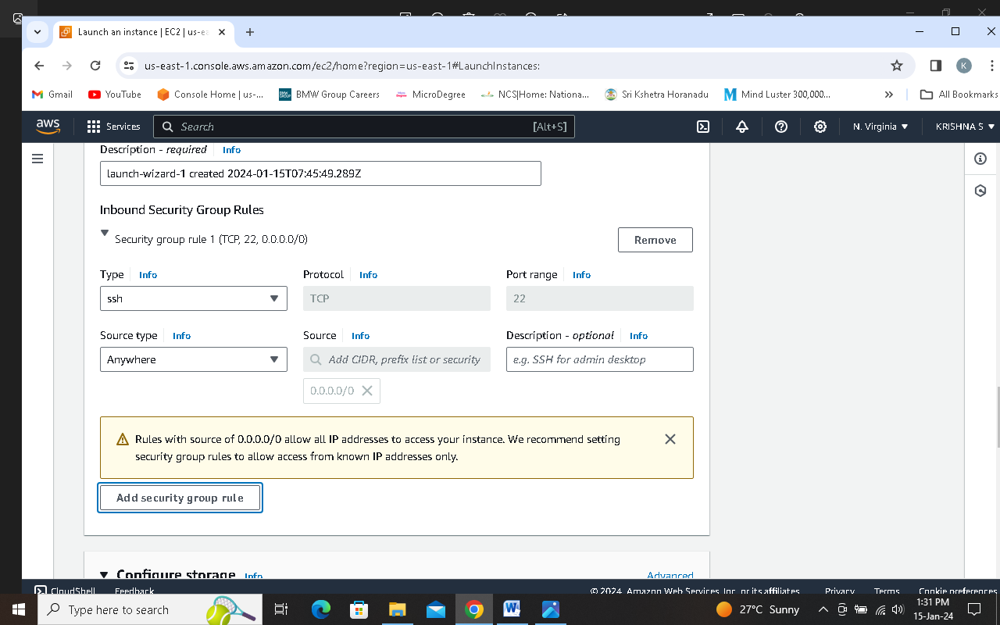 Launch an instance | EC2 | us-ea
us-east-1.console.aws.amazon.com/ec2/home?region=us-east-1#LaunchInstances:
K
Gmail YouTube Console Home | us-... BMW Group Careers MicroDegree NCS|Home: Nationa... Sri Kshetra Horanadu Mind Luster 300,000... All Bookmarks
aws Services Search [Alt+S] N. Virginia KRISHNA S
Description - required Info
launch-wizard-1 created 2024-01-15T07:45:49.289Z
Inbound Security Group Rules
Security group rule 1 (TCP, 22, 0.0.0.0/0) Remove
Type Info Protocol Info Port range Info
ssh TCP 22
Source type Info Source Info Description - optional Info
Anywhere Add CIDR, prefix list or security e.g. SSH for admin desktop
0.0.0.0/0
Rules with source of 0.0.0.0/0 allow all IP addresses to access your instance. We recommend setting
security group rules to allow access from known IP addresses only.
Add security group rule
Configure storage Info Advanced
CloudShell Feedback © 2024, Amazon Web Services, Inc. or its affiliates. Privacy Terms Cookie preferences
Type here to search 27°C Sunny 1:31 PM
15-Jan-24